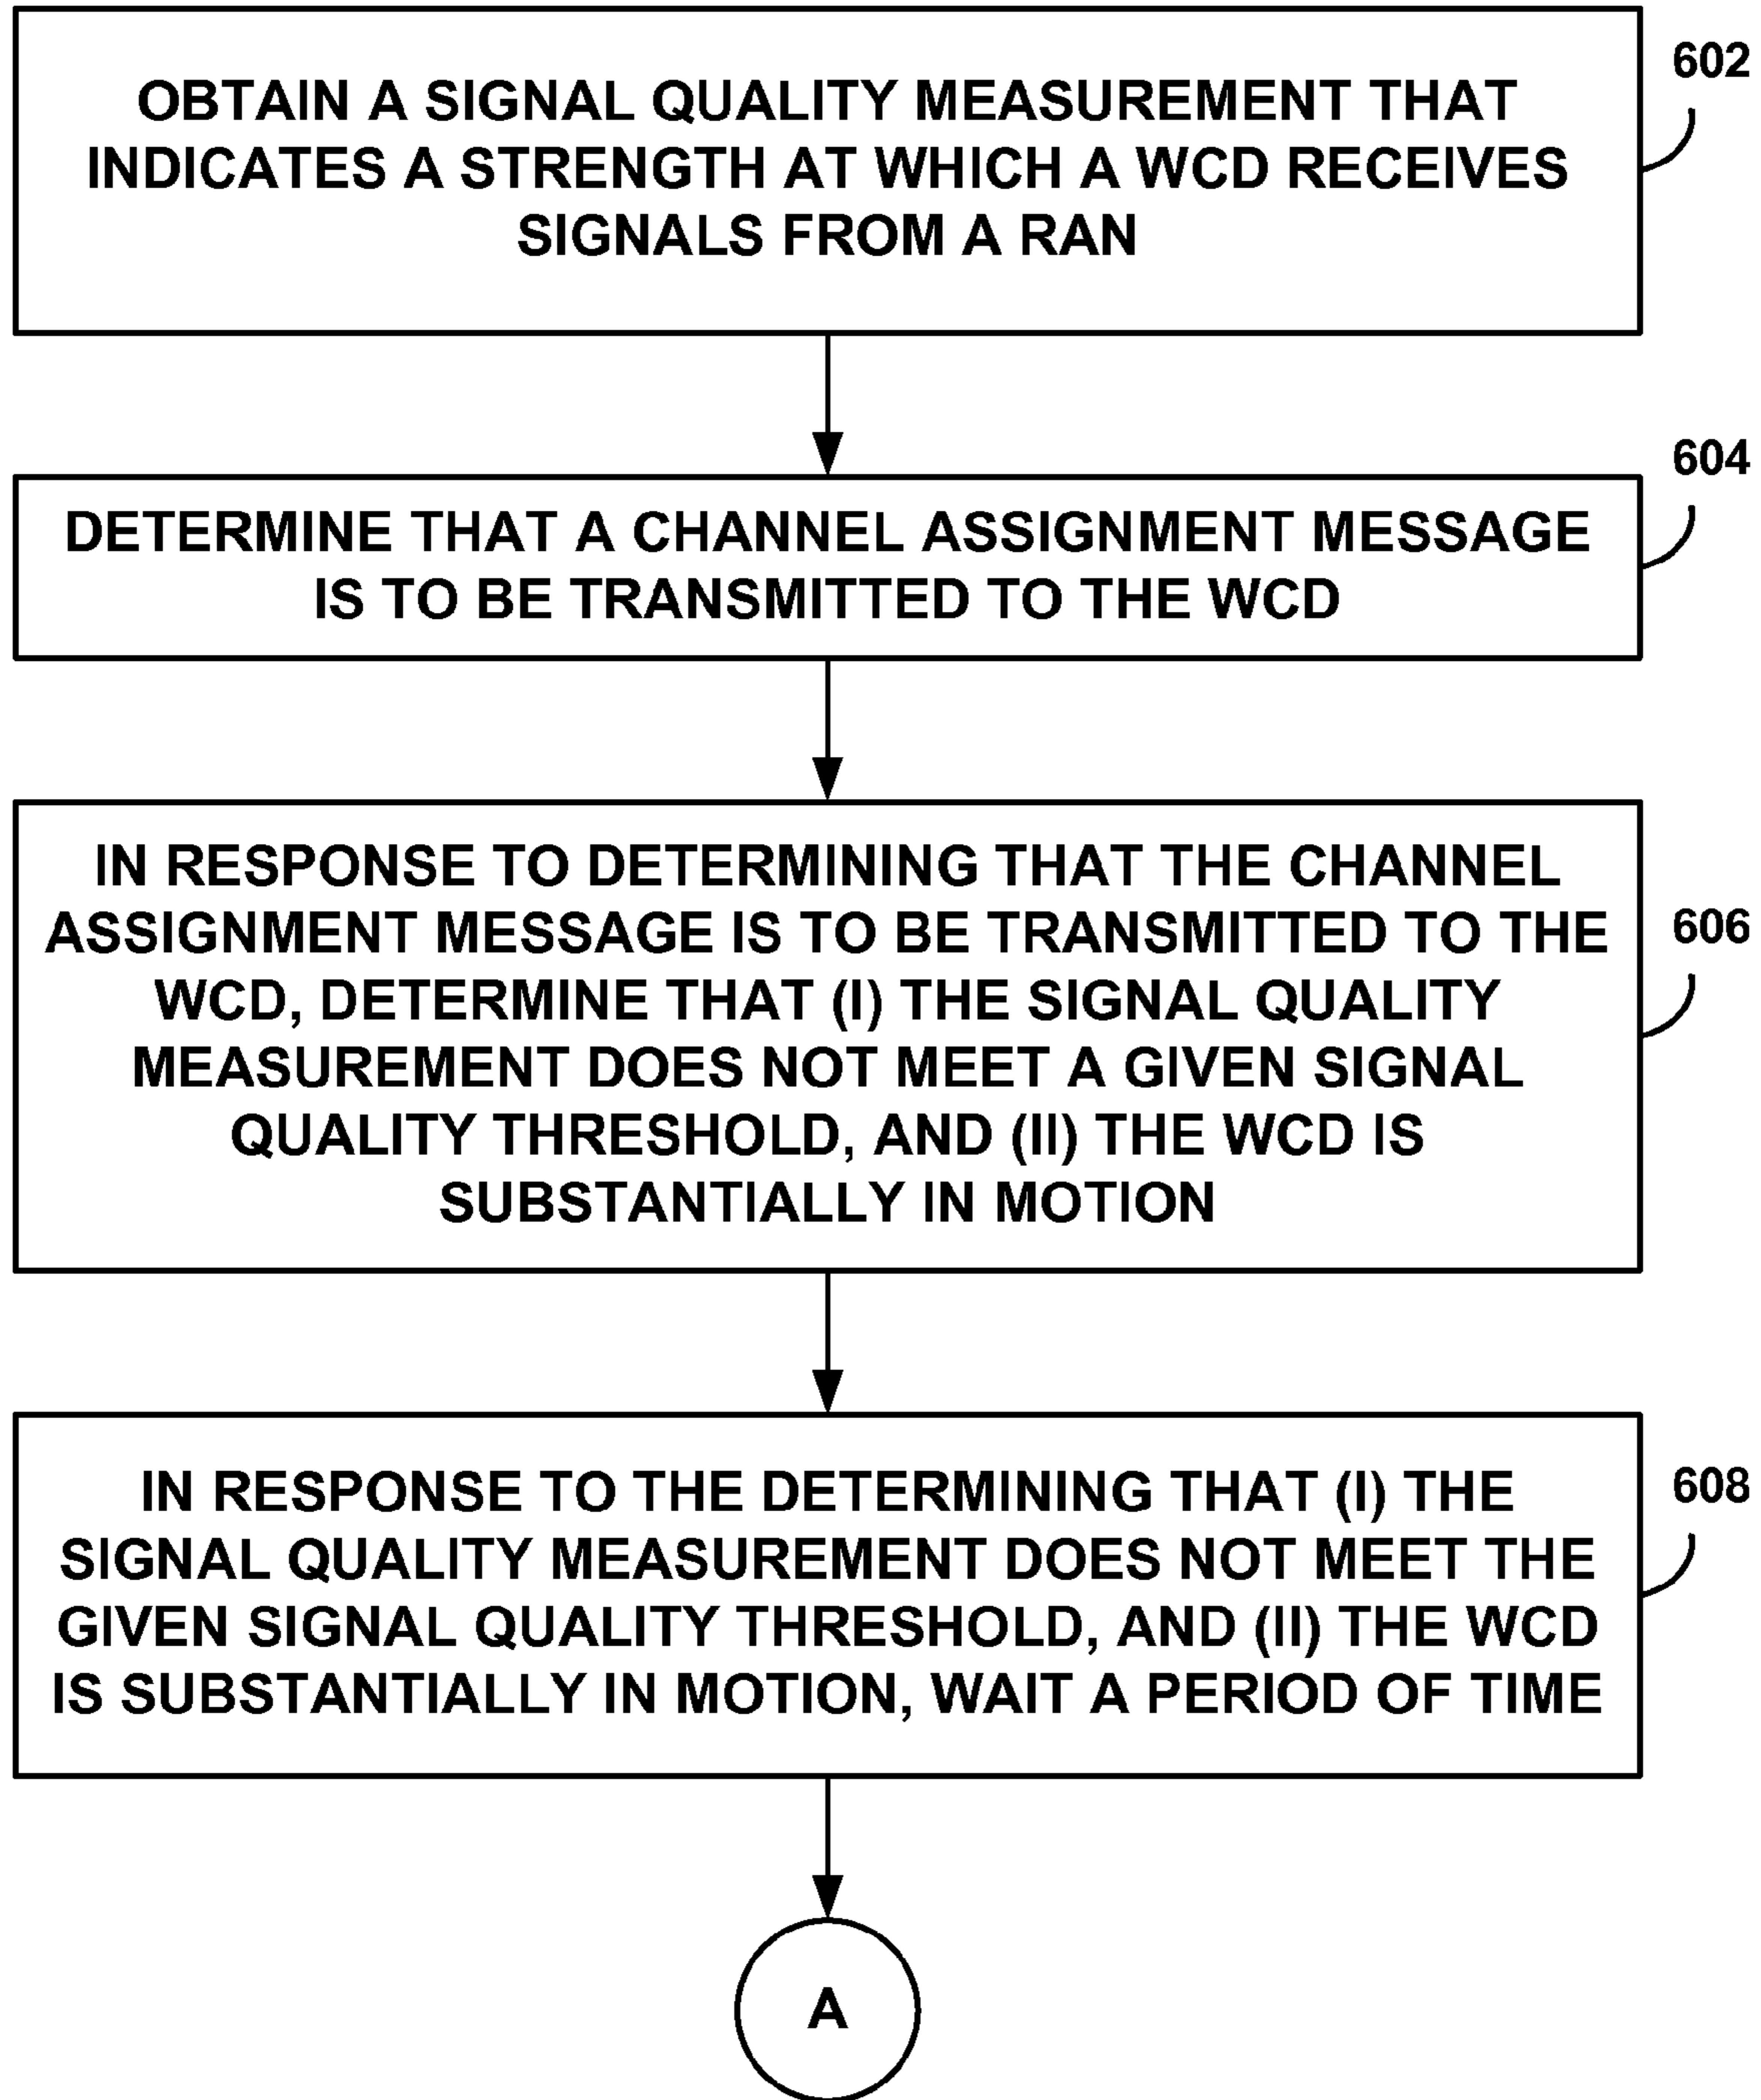 OBTAIN A SIGNAL QUALITY MEASUREMENT THAT
INDICATES A STRENGTH AT WHICH A WCD RECEIVES
SIGNALS FROM A RAN
602
DETERMINE THAT A CHANNEL ASSIGNMENT MESSAGE
IS TO BE TRANSMITTED TO THE WCD
604
IN RESPONSE TO DETERMINING THAT THE CHANNEL
ASSIGNMENT MESSAGE IS TO BE TRANSMITTED TO THE
WCD, DETERMINE THAT (I) THE SIGNAL QUALITY
MEASUREMENT DOES NOT MEET A GIVEN SIGNAL
QUALITY THRESHOLD, AND (II) THE WCD IS
SUBSTANTIALLY IN MOTION
606
IN RESPONSE TO THE DETERMINING THAT (I) THE
SIGNAL QUALITY MEASUREMENT DOES NOT MEET THE
GIVEN SIGNAL QUALITY THRESHOLD, AND (II) THE WCD
IS SUBSTANTIALLY IN MOTION, WAIT A PERIOD OF TIME
608
A